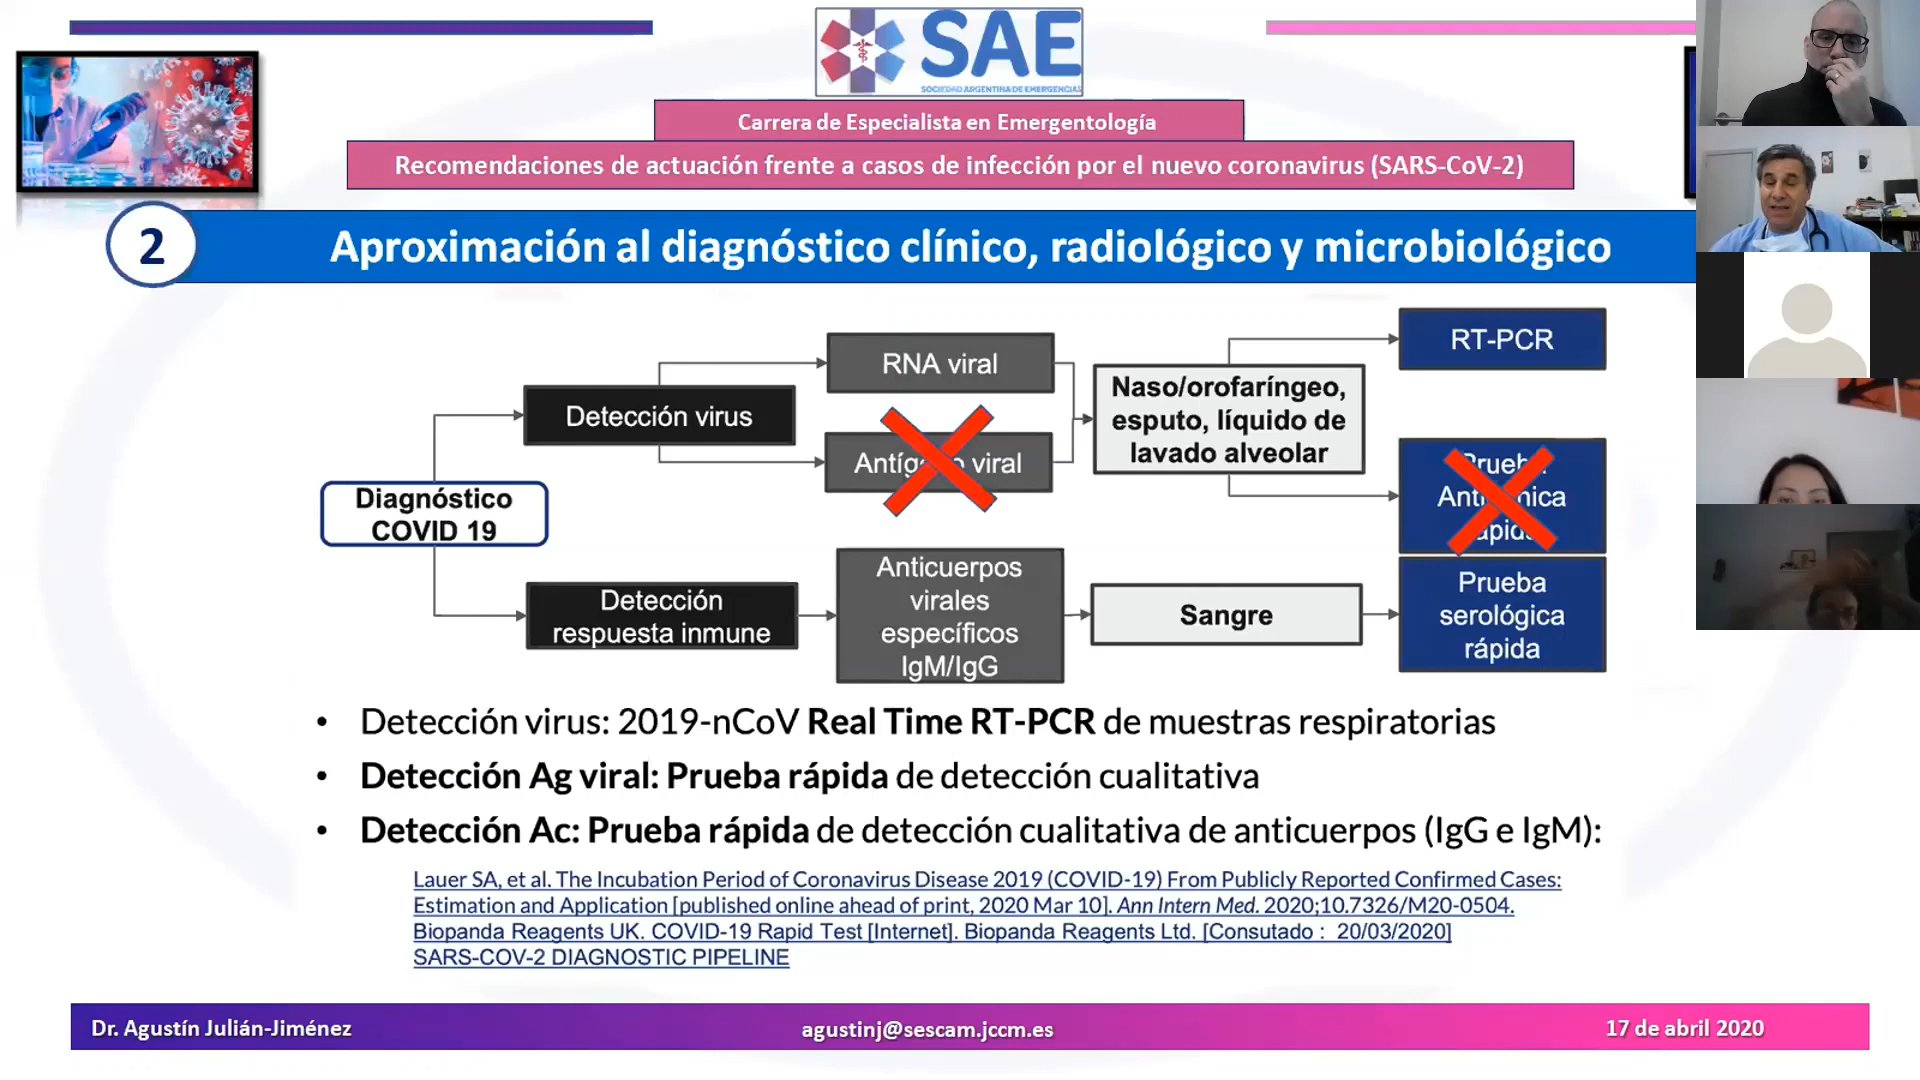 SAE
SOCIEDAD ARGENTINA DE EMERGENCIAS
Carrera de Especialista en Emergentología
Recomendaciones de actuación frente a casos de infección por el nuevo coronavirus (SARS-CoV-2)
2
Aproximación al diagnóstico clínico, radiológico y microbiológico
Diagnóstico
COVID 19
Detección virus
RNA viral
viral
Naso/orofaríngeo,
esputo, líquido de
lavado alveolar
RT-PCR
Detección
respuesta inmune
Anticuerpos
virales
específicos
IgM/IgG
Sangre
Prueba
serológica
rápida
• Detección virus: 2019-nCoV Real Time RT-PCR de muestras respiratorias
• Detección Ag viral: Prueba rápida de detección cualitativa
• Detección Ac: Prueba rápida de detección cualitativa de anticuerpos (IgG e IgM):
Lauer SA, et al. The Incubation Period of Coronavirus Disease 2019 (COVID-19) From Publicly Reported Confirmed Cases:
Estimation and Application [published online ahead of print, 2020 Mar 10]. Ann Intern Med. 2020;10.7326/M20-0504.
Biopanda Reagents UK. COVID-19 Rapid Test [Internet]. Biopanda Reagents Ltd. [Consutado : 20/03/2020]
SARS-COV-2 DIAGNOSTIC PIPELINE
Dr. Agustín Julián-Jiménez
agustinj@sescam.jccm.es
17 de abril 2020